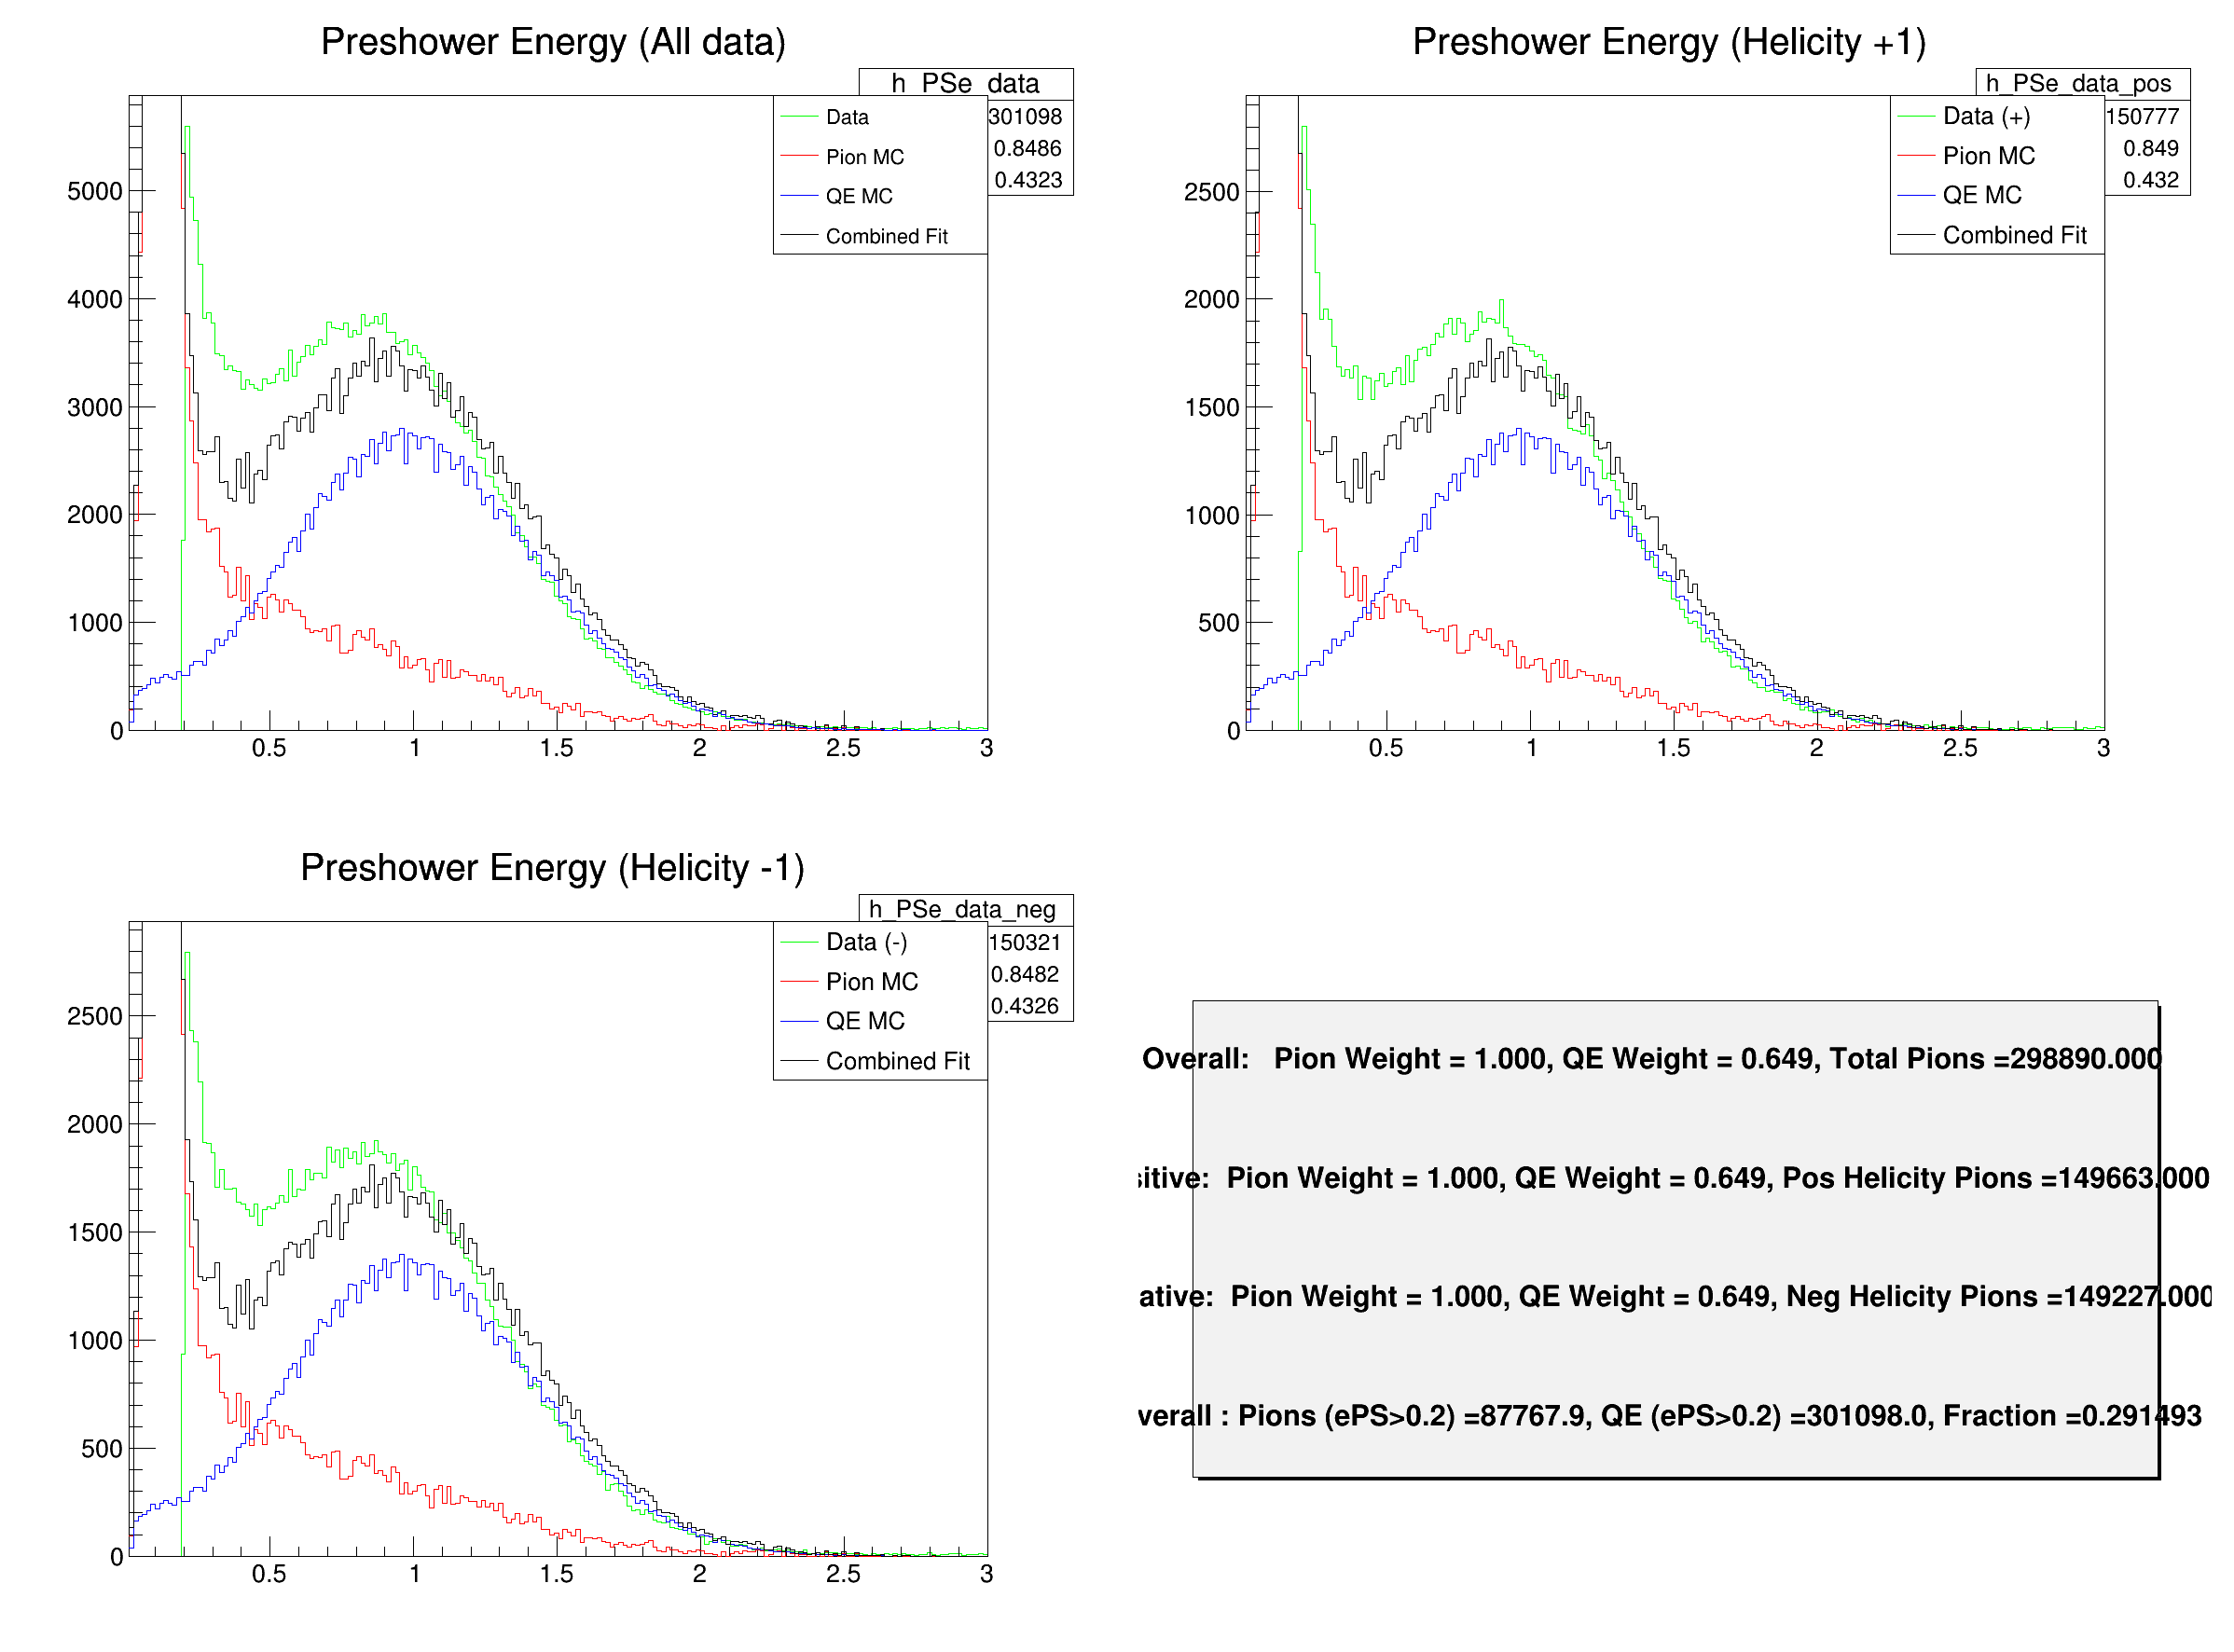 Preshower Energy (All data)
h_PSe_data
301098
0.8486
0.4323
Data
Pion MC
QE MC
Combined Fit
5000
4000
3000
2000
1000
0
0.5
1
1.5
2
2.5
3
Preshower Energy (Helicity +1)
h_PSe_data_pos
150777
0.849
0.432
Data (+)
Pion MC
QE MC
Combined Fit
2500
2000
1500
1000
500
0
0.5
1
1.5
2
2.5
3
Preshower Energy (Helicity -1)
h_PSe_data_neg
150321
0.8482
0.4326
Data (-)
Pion MC
QE MC
Combined Fit
2500
2000
1500
1000
500
0
0.5
1
1.5
2
2.5
3
Overall: Pion Weight = 1.000, QE Weight = 0.649, Total Pions =298890.000
sitive: Pion Weight = 1.000, QE Weight = 0.649, Pos Helicity Pions =149663.000
ative: Pion Weight = 1.000, QE Weight = 0.649, Neg Helicity Pions =149227.000
verall : Pions (ePS>0.2) =87767.9, QE (ePS>0.2) =301098.0, Fraction =0.291493